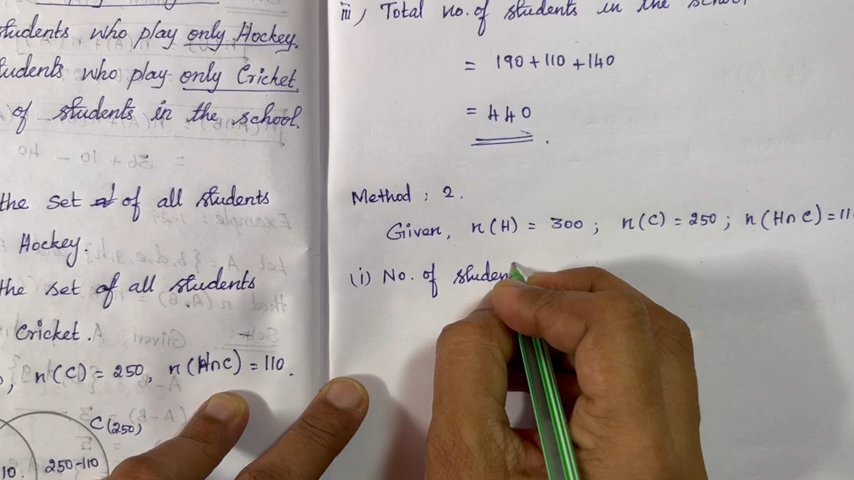 students who play only Hockey.
students who play only Cricket
of students in the school.
the set of all students
Hockey.
the set of all students
Cricket.
, n(C) = 250, n(H∩C) = 110.
C(250)
10.
250-110
iii, Total no. of students in the school
= 190+110+140
= 440
Method : 2.
Given, n(H) = 300 ; n(C) = 250 ; n(H∩C) = 11
(i) No. of studen